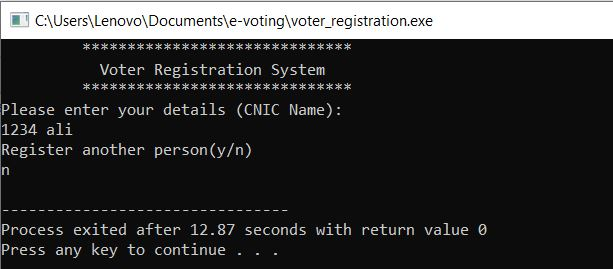 C:\Users\Lenovo\Documents\e-voting\voter_registration.exe
******************************
Voter Registration System
******************************
Please enter your details (CNIC Name):
1234 ali
Register another person(y/n)
n
--------------------------------
Process exited after 12.87 seconds with return value 0
Press any key to continue . . .